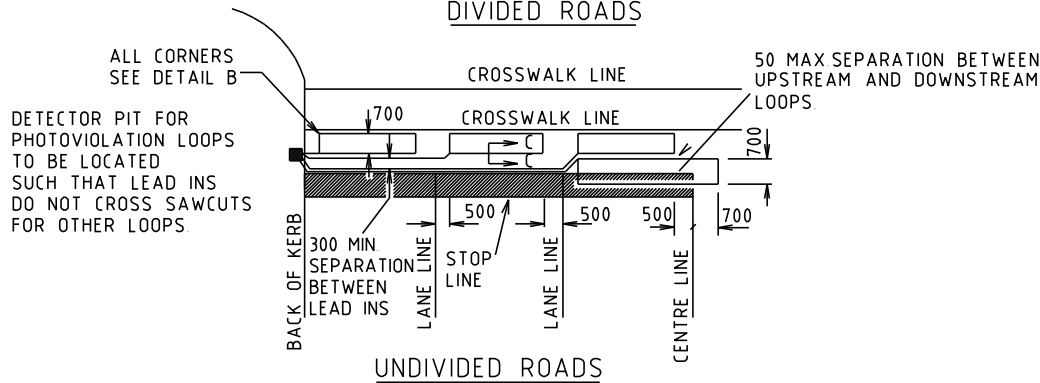 DIVIDED ROADS
ALL CORNERS
SEE DETAIL B
CROSSWALK LINE
50 MAX.SEPARATION BETWEEN
UPSTREAM AND DOWNSTREAM
LOOPS.
700
CROSSWALK LINE
DETECTOR PIT FOR
PHOTOVIOLATION LOOPS
TO BE LOCATED
SUCH THAT LEAD INS
DO NOT CROSS SAWCUTS
FOR OTHER LOOPS.
700
500
500
500
700
300 MIN.
SEPARATION
BETWEEN
LEAD INS
STOP
LINE
BACK OF KERB
LANE LINE
LANE LINE
CENTRE LINE
UNDIVIDED ROADS